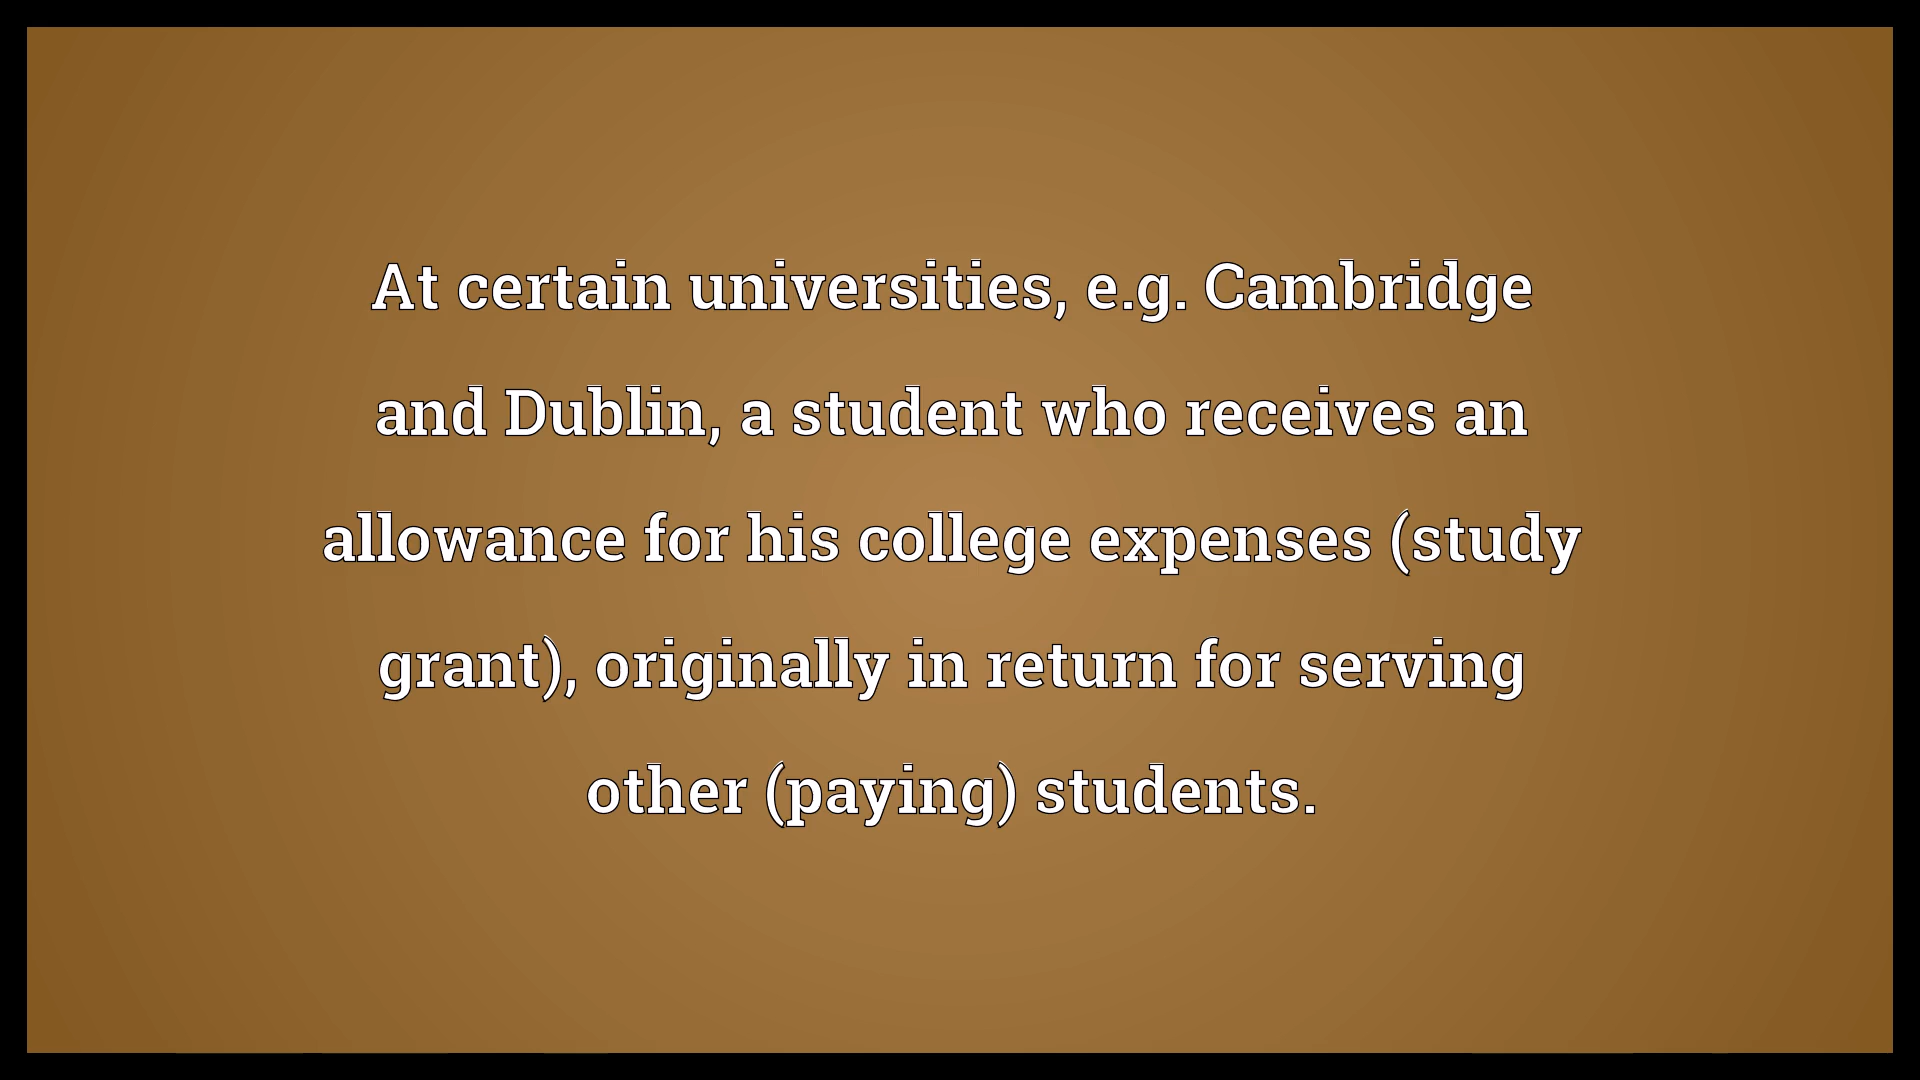 At certain universities, e.g. Cambridge
and Dublin, a student who receives an
allowance for his college expenses (study
grant), originally in return for serving
other (paying) students.